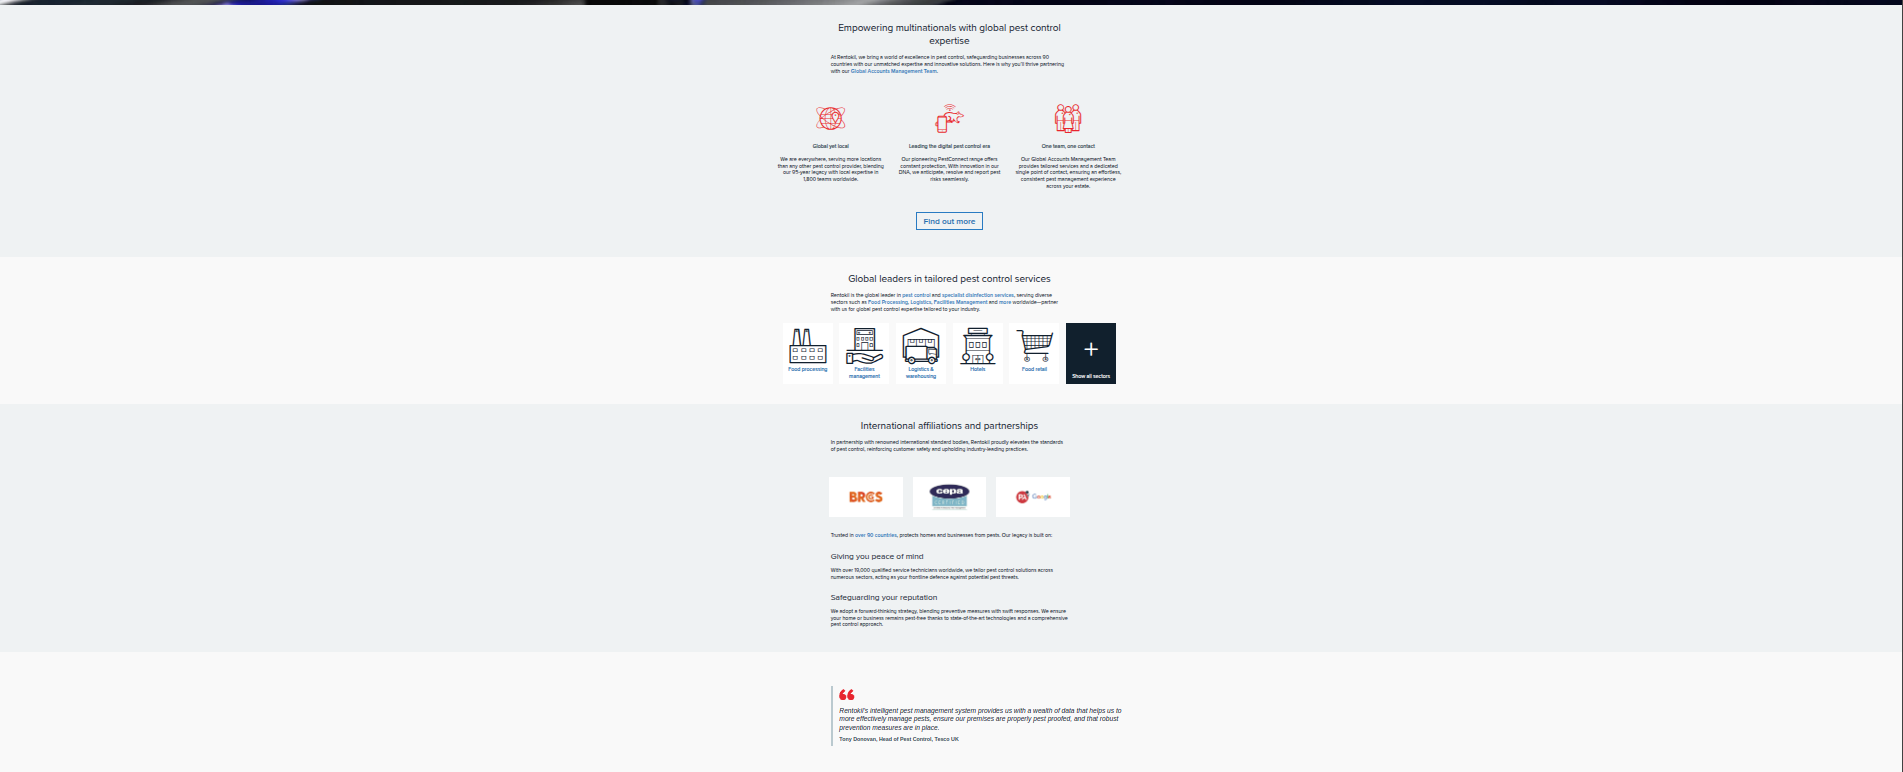 Empowering multinationals with global pest control
expertise
At Rentokil, we bring a world of excellence in pest control, safeguarding businesses across 90
countries with our unmatched expertise and innovative solutions. Here is why you'll thrive partnering
with our Global Accounts Management Team.
Global yet local
We are everywhere, serving more locations
than any other pest control provider, blending
our 95-year legacy with local expertise in
1,800 teams worldwide.
Leading the digital pest control era
Our pioneering PestConnect range offers
constant protection, With innovation in our
DNA, we anticipate, resolve and report pest
risks seamlessly.
One team, one contact
Our Global Accounts Management Team
provides tailored services and a dedicated
single point of contact, ensuring an effortless,
consistent pest management experience
across your estate.
Find out more
Global leaders in tailored pest control services
Rentokil is the global leader in pest control and specialist disinfection services, serving diverse
sectors such as Food Processing, Logistics, Facilities Management and more worldwide—partner
with us for global pest control expertise tailored to your industry.
Food processing
Facilities
management
Logistics &
warehousing
Hotels
Food retail
Show all sectors
International affiliations and partnerships
In partnership with renowned international standard bodies, Rentokil proudly elevates the standards
of pest control, reinforcing customer safety and upholding industry-leading practices.
BRCS
cepa
Google
Trusted in over 90 countries, protects homes and businesses from pests. Our legacy is built on:
Giving you peace of mind
With over 19,000 qualified service technicians worldwide, we tailor pest control solutions across
numerous sectors, acting as your frontline defence against potential pest threats.
Safeguarding your reputation
We adopt a forward-thinking strategy, blending preventive measures with swift responses. We ensure
your home or business remains pest-free thanks to state-of-the-art technologies and a comprehensive
pest control approach.
Rentokil's intelligent pest management system provides us with a wealth of data that helps us to
more effectively manage pests, ensure our premises are properly pest proofed, and that robust
prevention measures are in place.
Tony Donovan, Head of Pest Control, Tesco UK